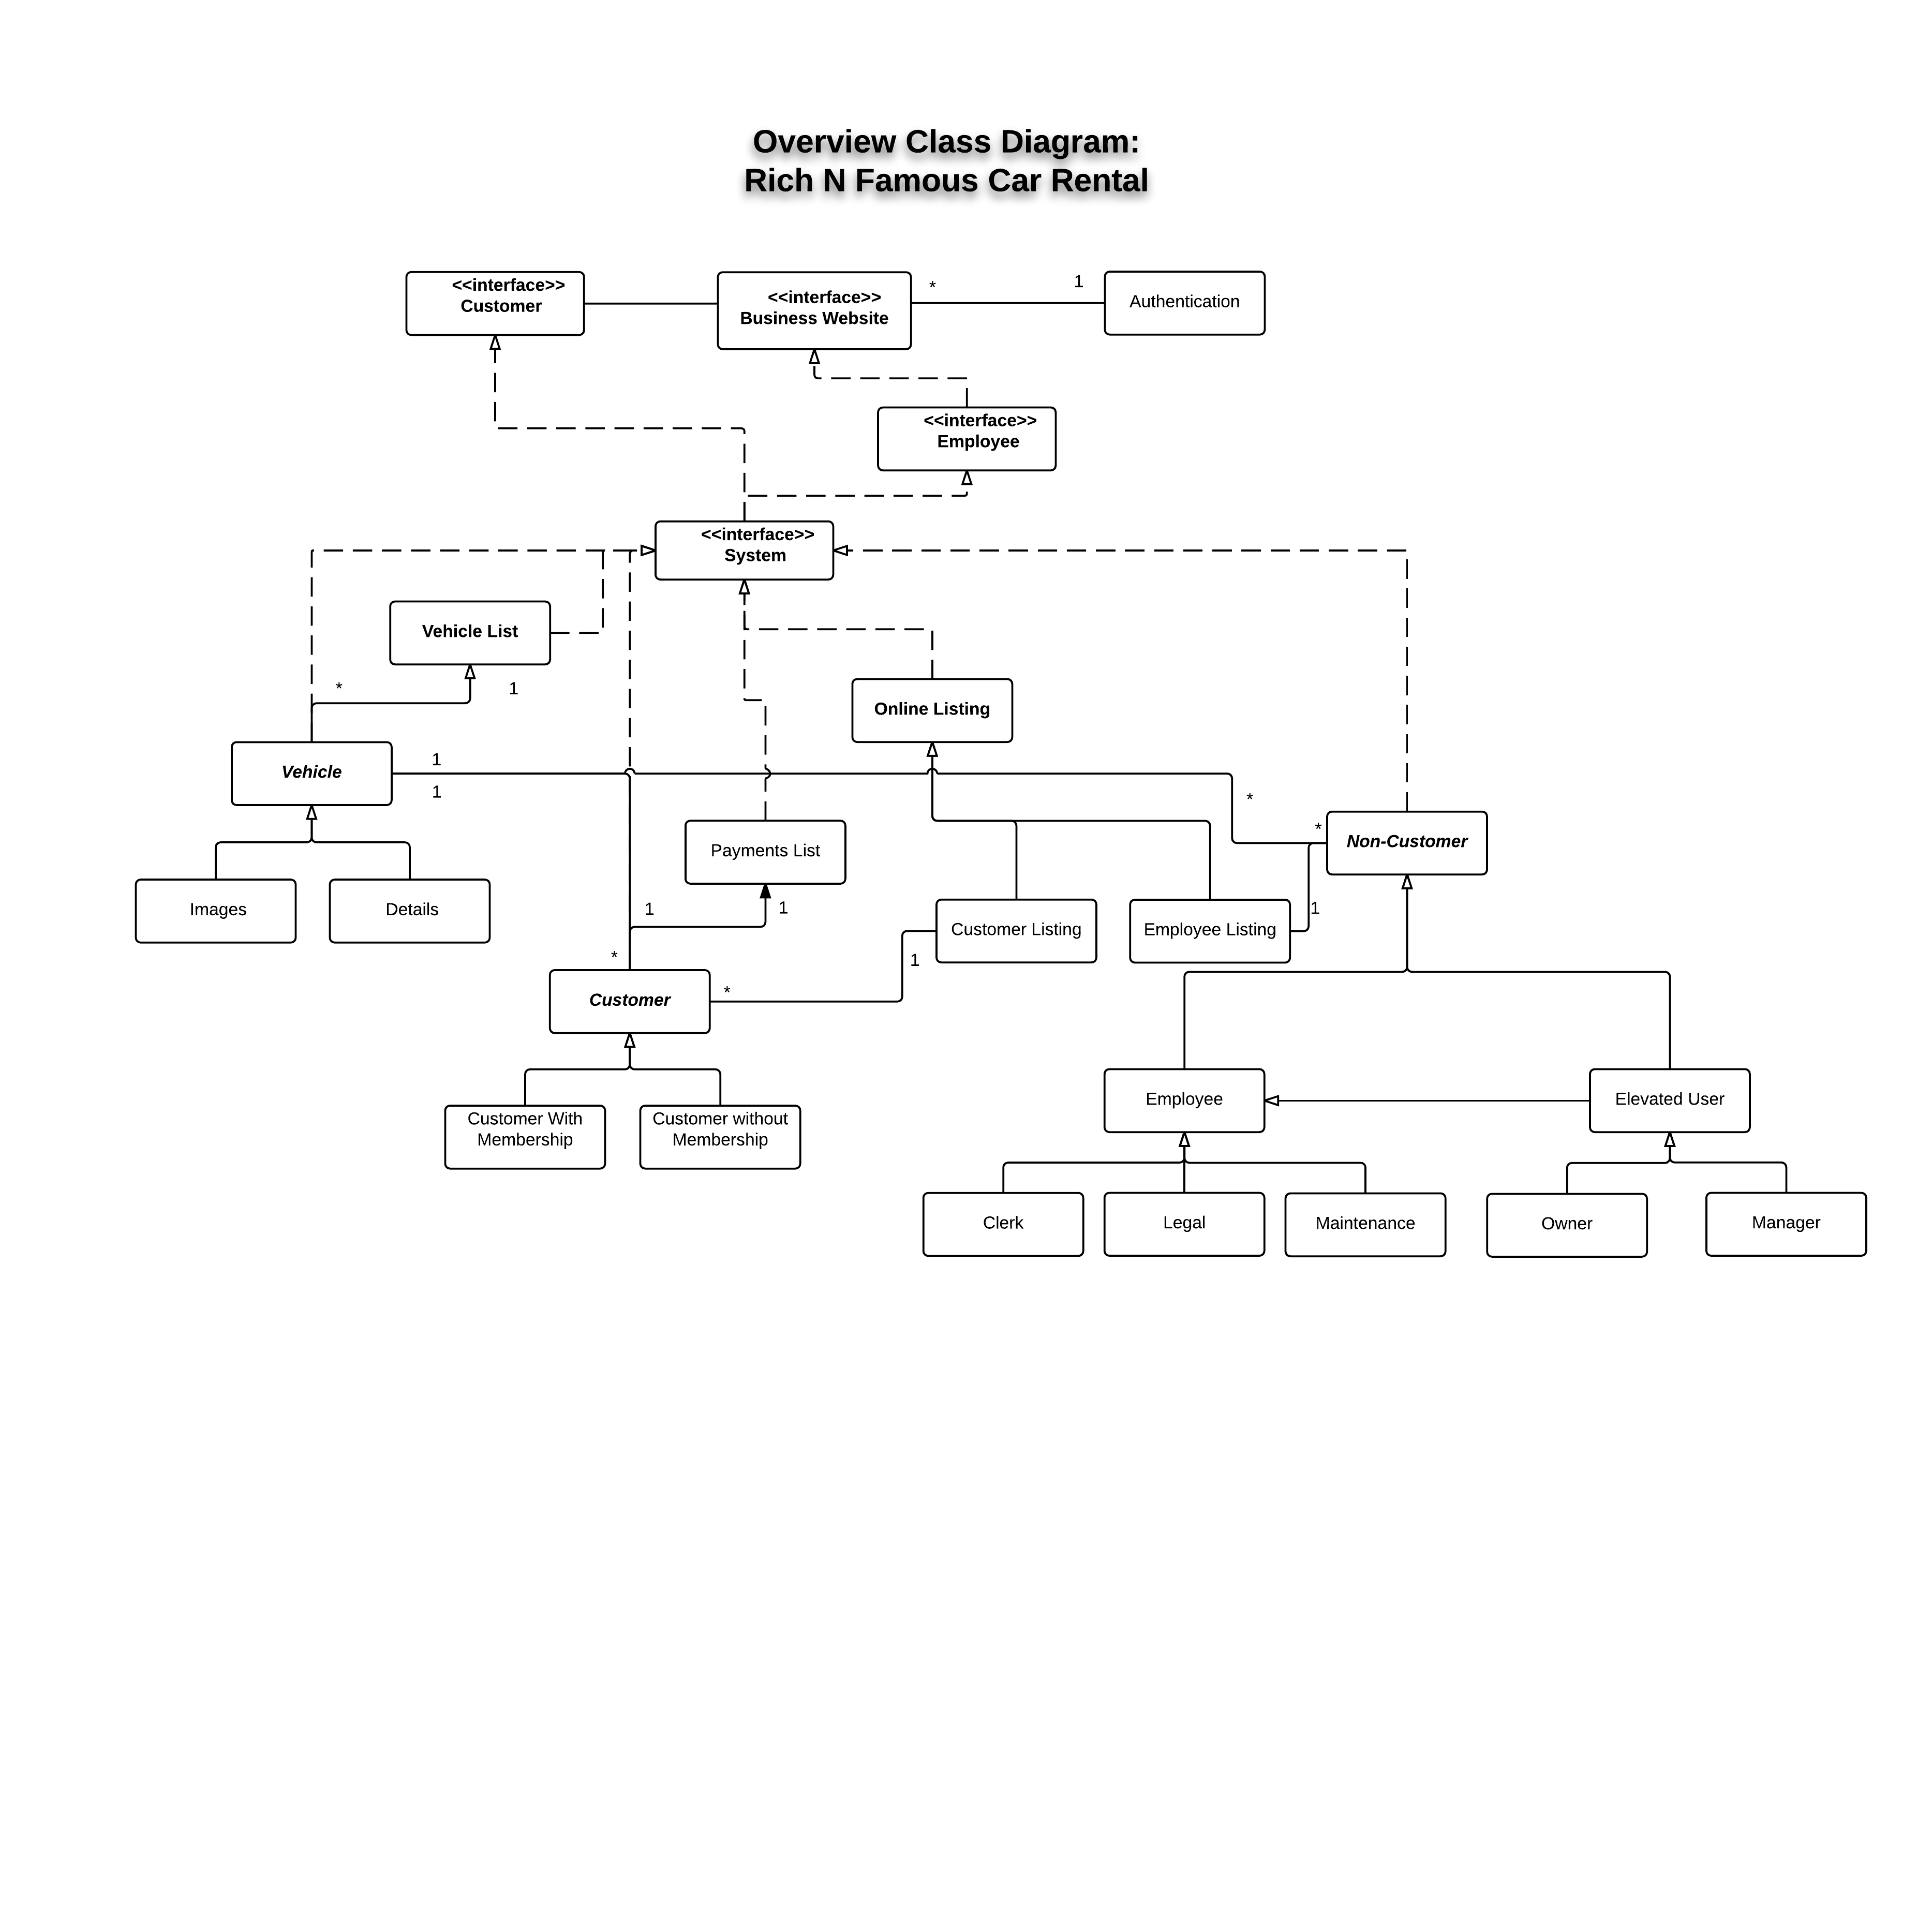 Overview Class Diagram:
Rich N Famous Car Rental
<<interface>>
Customer
<<interface>>
Business Website
*
1
Authentication
<<interface>>
Employee
<<interface>>
System
Vehicle List
*
1
Online Listing
Vehicle
1
1
*
*
Non-Customer
Payments List
Images
Details
1
1
1
Customer Listing
Employee Listing
*
1
Customer
*
Employee
Elevated User
Customer With
Membership
Customer without
Membership
Clerk
Legal
Maintenance
Owner
Manager